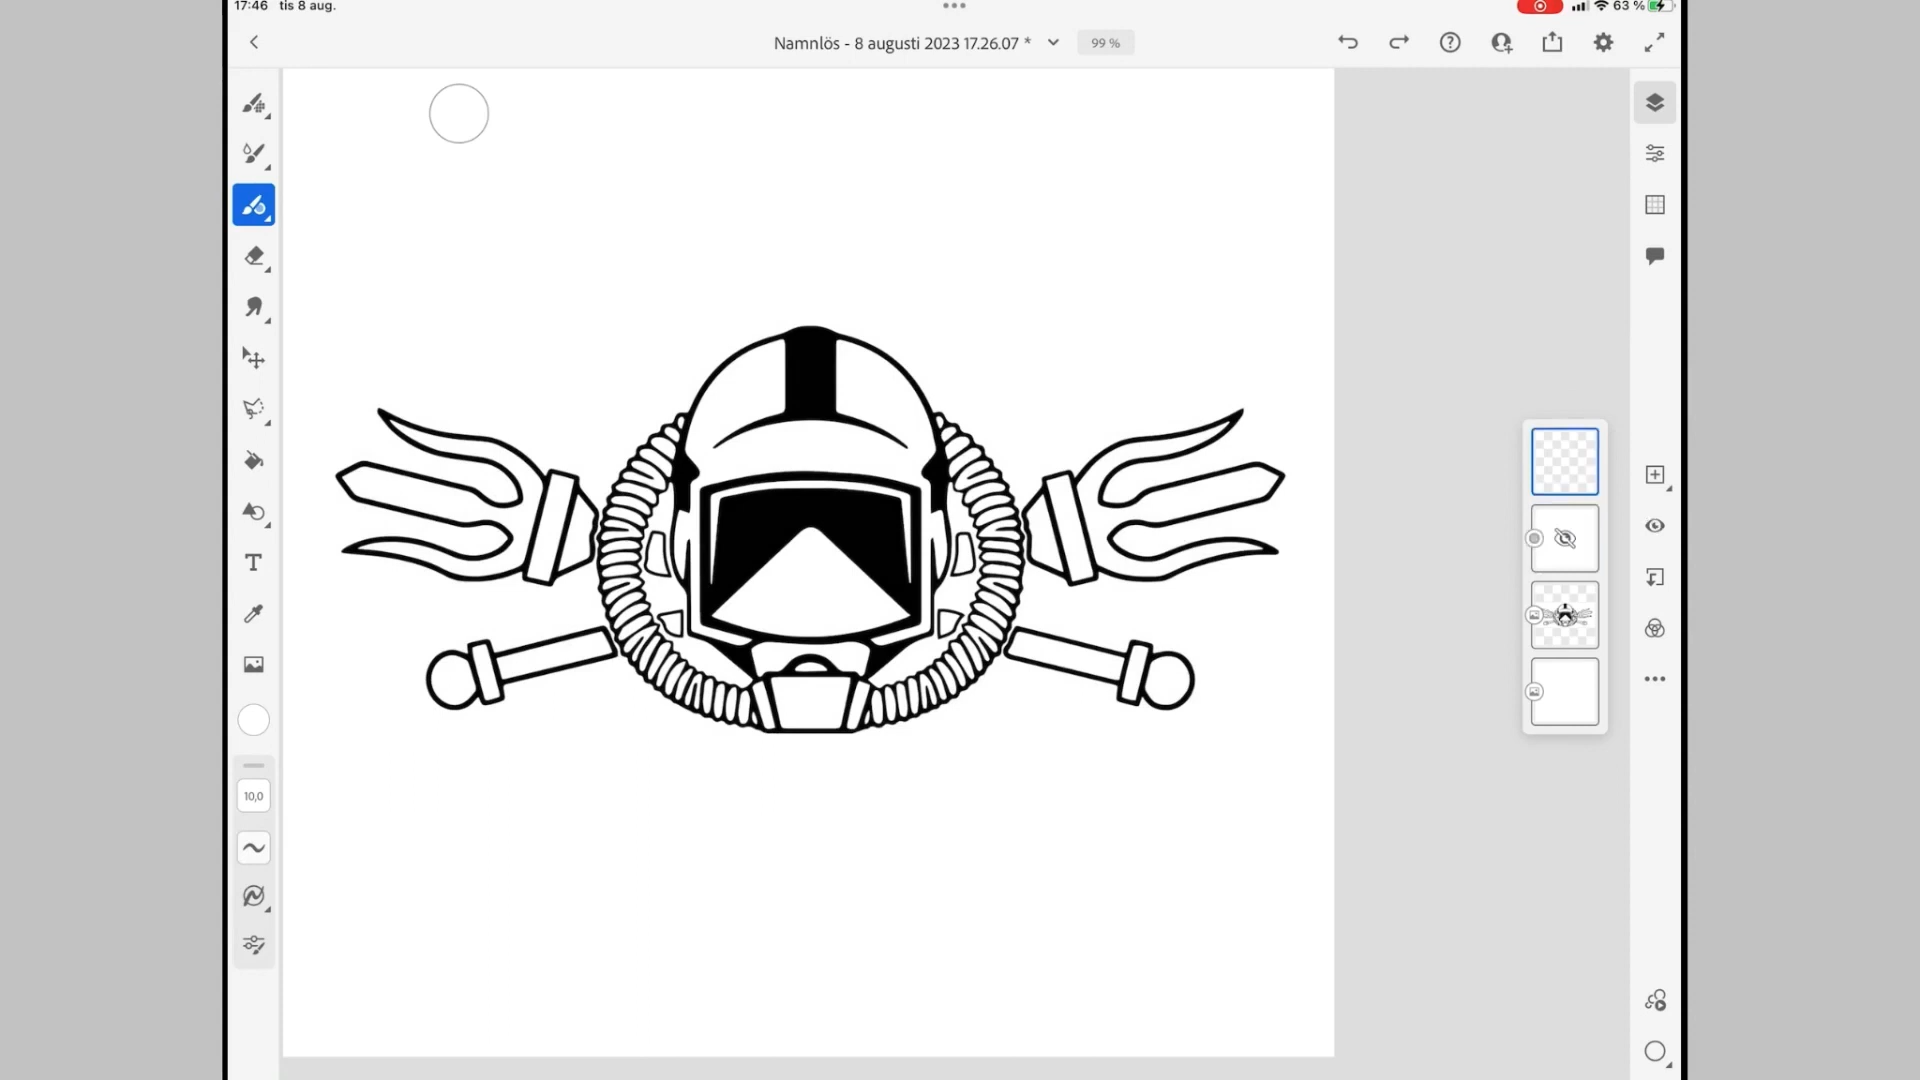 17:46 tis 8 aug.
63 %
Namnlös - 8 augusti 2023 17.26.07 *
99 %
T
10,0